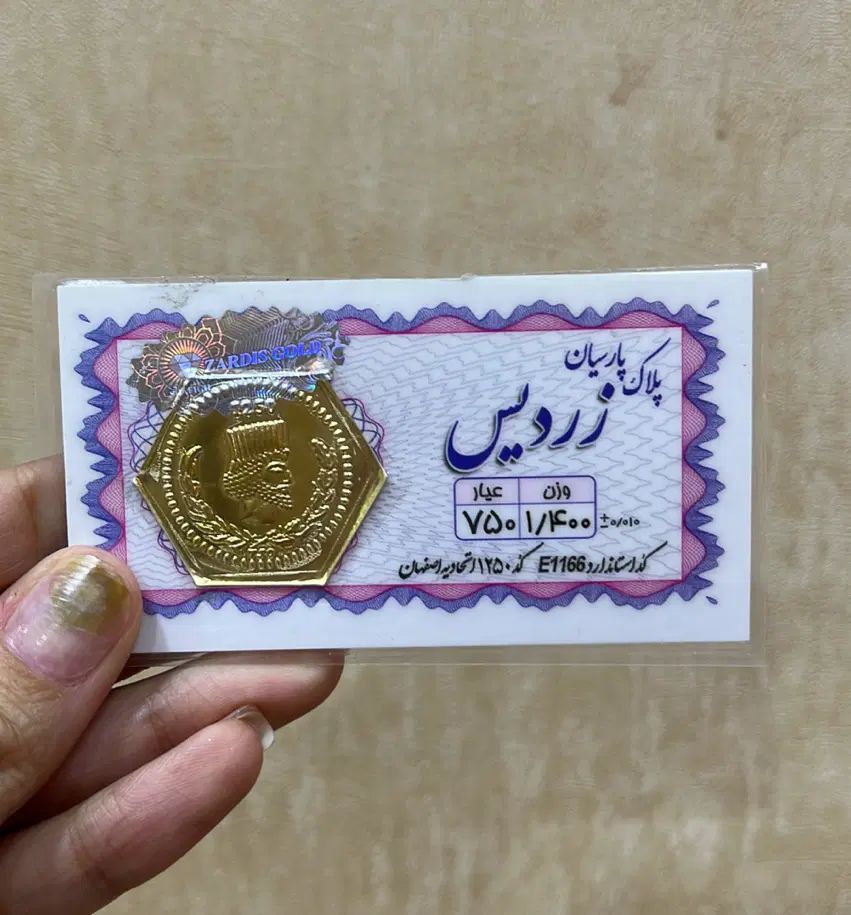 ZARDIS GOLD
پلاک پارسیان
زردیس
وزن عیار
۱/۴۰۰ ۷۵۰
±۰/۰۱۰
کد استاندارد E1166 کد ۱۲۵۰ اتحادیه اصفهان
1250